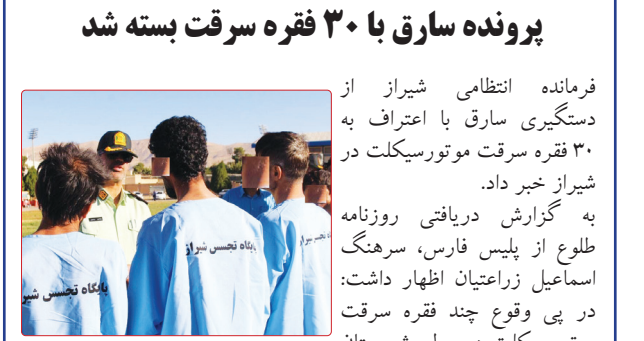 پرونده سارق با ۳۰ فقره سرقت بسته شد
فرمانده انتظامی شیراز از
دستگیری سارق با اعتراف به
۳۰ فقره سرقت موتورسیکلت در
شیراز خبر داد.
به گزارش دریافتی روزنامه
طلوع از پلیس فارس، سرهنگ
اسماعیل زراعتیان اظهار داشت:
در پی وقوع چند فقره سرقت
پایگاه تجسس شیراز
پایگاه تجسس شیر